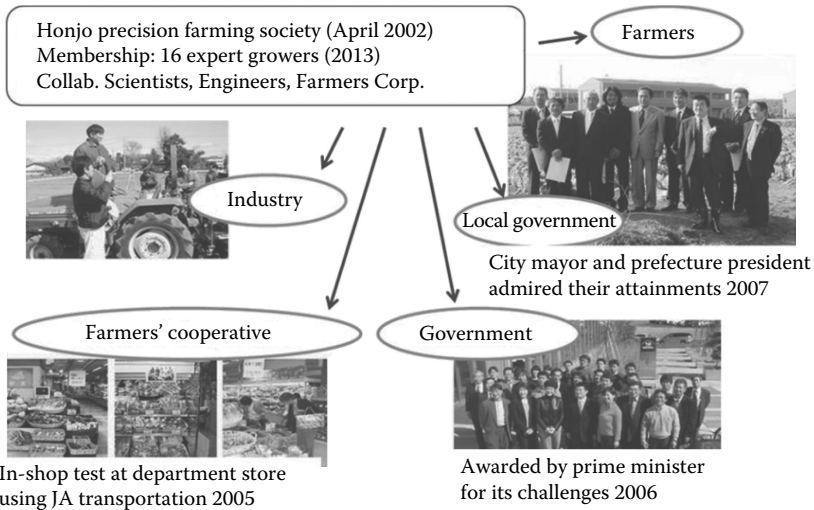 Honjo precision farming society (April 2002)
Membership: 16 expert growers (2013)
Collab. Scientists, Engineers, Farmers Corp.
Farmers
Industry
Local government
City mayor and prefecture president
admired their attainments 2007
Farmers’ cooperative
Government
In-shop test at department store
using JA transportation 2005
Awarded by prime minister
for its challenges 2006